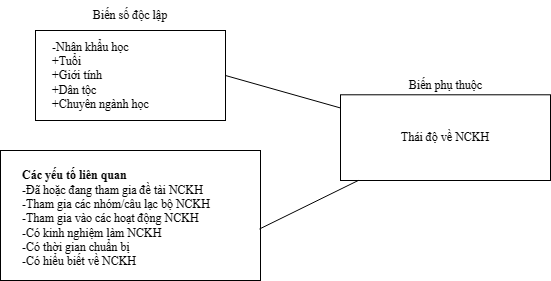 Biến số độc lập
-Nhân khẩu học
+Tuổi
+Giới tính
+Dân tộc
+Chuyên ngành học
Biến phụ thuộc
Thái độ về NCKH
Các yếu tố liên quan
-Đã hoặc đang tham gia đề tài NCKH
-Tham gia các nhóm/câu lạc bộ NCKH
-Tham gia vào các hoạt động NCKH
-Có kinh nghiệm làm NCKH
-Có thời gian chuẩn bị
-Có hiểu biết về NCKH